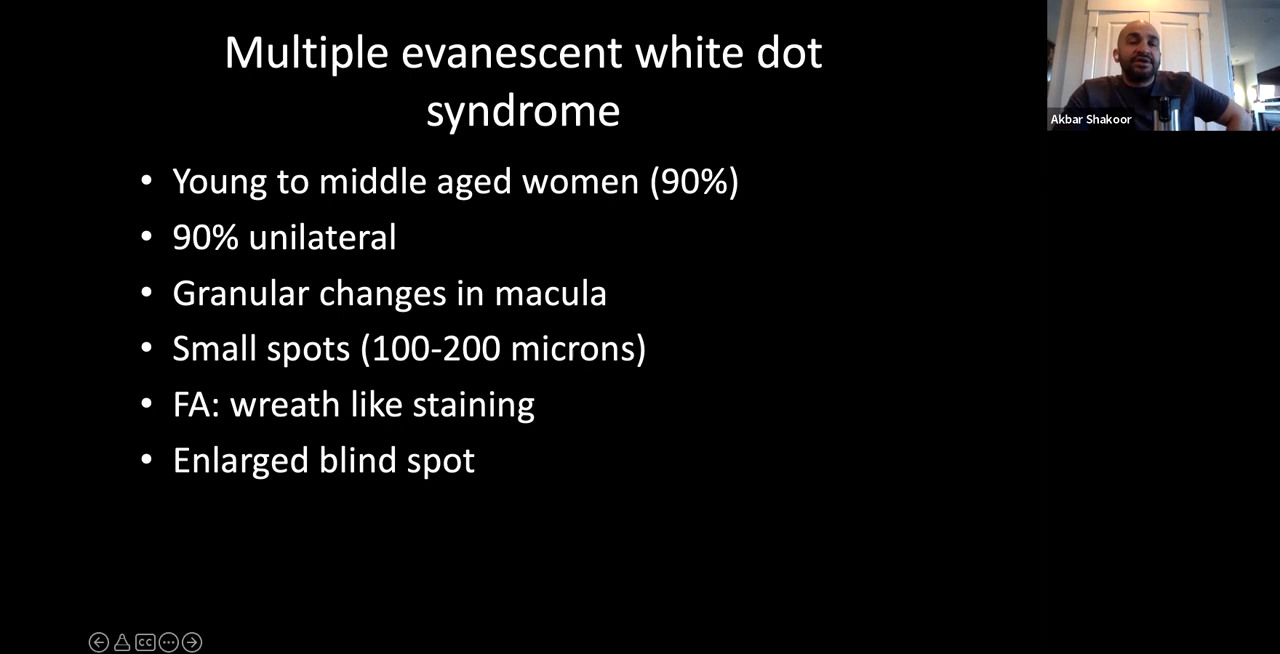 Multiple evanescent white dot
syndrome
Akbar Shakoor
• Young to middle aged women (90%)
• 90% unilateral
• Granular changes in macula
• Small spots (100-200 microns)
• FA: wreath like staining
• Enlarged blind spot
CC